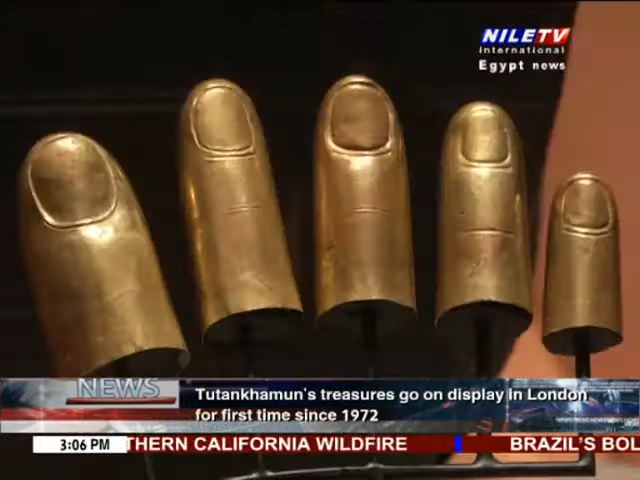 NILETV
international
Egypt news
NEWS
Tutankhamun's treasures go on display in London
for first time since 1972
3:06 PM
THERN CALIFORNIA WILDFIRE
BRAZIL'S BOL